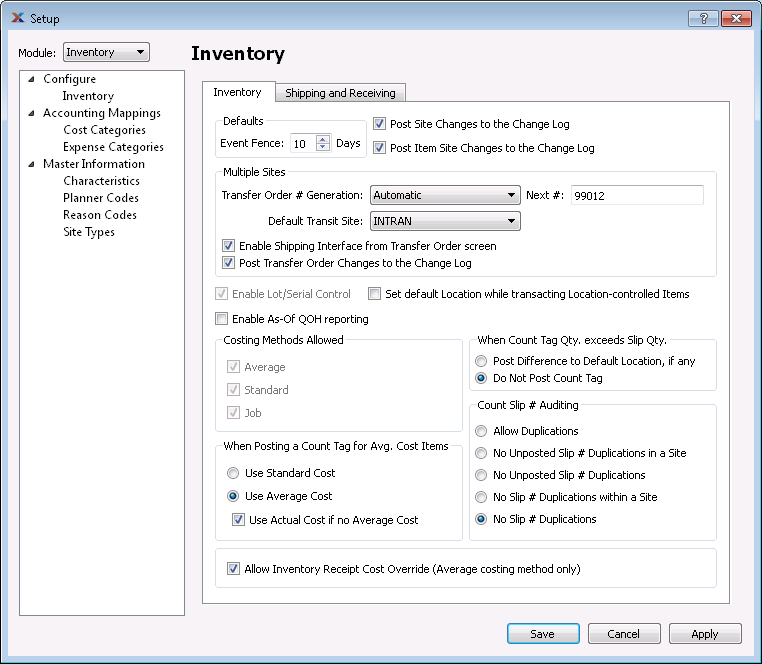 Setup
Module: Inventory
Configure
Inventory
Accounting Mappings
Cost Categories
Expense Categories
Master Information
Characteristics
Planner Codes
Reason Codes
Site Types
Inventory
Inventory Shipping and Receiving
Defaults
Event Fence: 10 Days
Post Site Changes to the Change Log
Post Item Site Changes to the Change Log
Multiple Sites
Transfer Order # Generation: Automatic Next #: 99012
Default Transit Site: INTRAN
Enable Shipping Interface from Transfer Order screen
Post Transfer Order Changes to the Change Log
Enable Lot/Serial Control Set default Location while transacting Location-controlled Items
Enable As-Of QOH reporting
Costing Methods Allowed
Average
Standard
Job
When Count Tag Qty. exceeds Slip Qty.
Post Difference to Default Location, if any
Do Not Post Count Tag
When Posting a Count Tag for Avg. Cost Items
Use Standard Cost
Use Average Cost
Use Actual Cost if no Average Cost
Count Slip # Auditing
Allow Duplications
No Unposted Slip # Duplications in a Site
No Unposted Slip # Duplications
No Slip # Duplications within a Site
No Slip # Duplications
Allow Inventory Receipt Cost Override (Average costing method only)
Save Cancel Apply